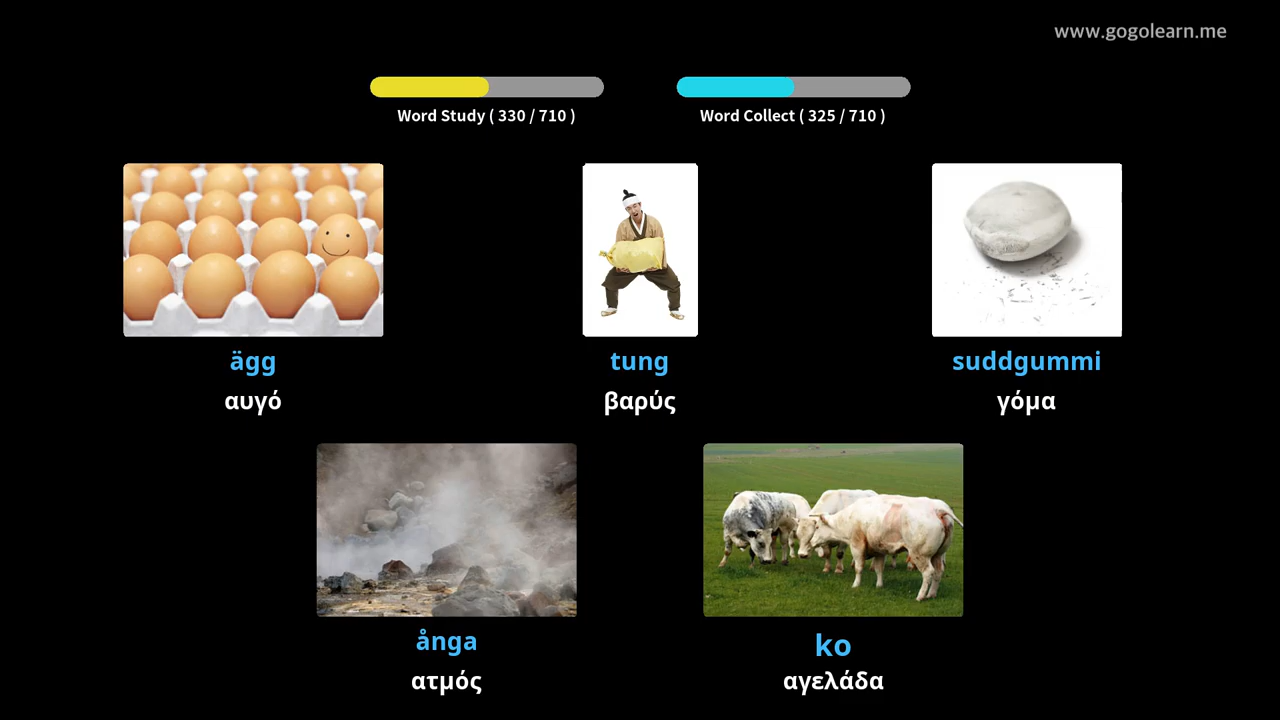 www.gogolearn.me
Word Study ( 330 / 710 )
Word Collect ( 325 / 710 )
ägg
αυγό
tung
βαρύς
suddgummi
γόμα
ånga
ατμός
ko
αγελάδα